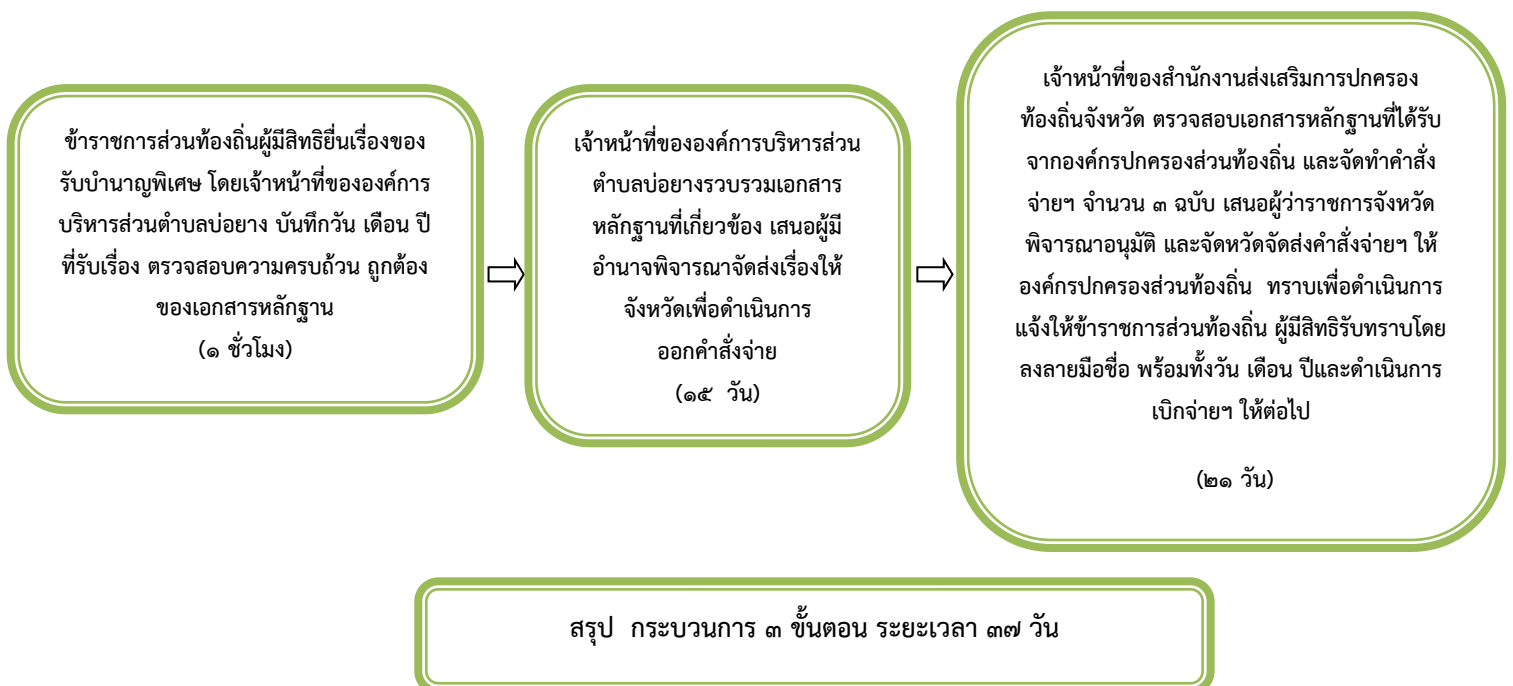 ข้าราชการส่วนท้องถิ่นผู้มีสิทธิยื่นเรื่องของ
รับบำนาญพิเศษ โดยเจ้าหน้าที่ขององค์การ
บริหารส่วนตำบลบ่อยาง บันทึกวัน เดือน ปี
ที่รับเรื่อง ตรวจสอบความครบถ้วน ถูกต้อง
ของเอกสารหลักฐาน
(๑ ชั่วโมง)
เจ้าหน้าที่ขององค์การบริหารส่วน
ตำบลบ่อยางรวบรวมเอกสาร
หลักฐานที่เกี่ยวข้อง เสนอผู้มี
อำนาจพิจารณาจัดส่งเรื่องให้
จังหวัดเพื่อดำเนินการ
ออกคำสั่งจ่าย
(๑๕ วัน)
เจ้าหน้าที่ของสำนักงานส่งเสริมการปกครอง
ท้องถิ่นจังหวัด ตรวจสอบเอกสารหลักฐานที่ได้รับ
จากองค์กรปกครองส่วนท้องถิ่น และจัดทำคำสั่ง
จ่ายฯ จำนวน ๓ ฉบับ เสนอผู้ว่าราชการจังหวัด
พิจารณาอนุมัติ และจัดหวัดจัดส่งคำสั่งจ่ายฯ ให้
องค์กรปกครองส่วนท้องถิ่น ทราบเพื่อดำเนินการ
แจ้งให้ข้าราชการส่วนท้องถิ่น ผู้มีสิทธิรับทราบโดย
ลงลายมือชื่อ พร้อมทั้งวัน เดือน ปีและดำเนินการ
เบิกจ่ายฯ ให้ต่อไป
(๒๑ วัน)
สรุป กระบวนการ ๓ ขั้นตอน ระยะเวลา ๓๗ วัน